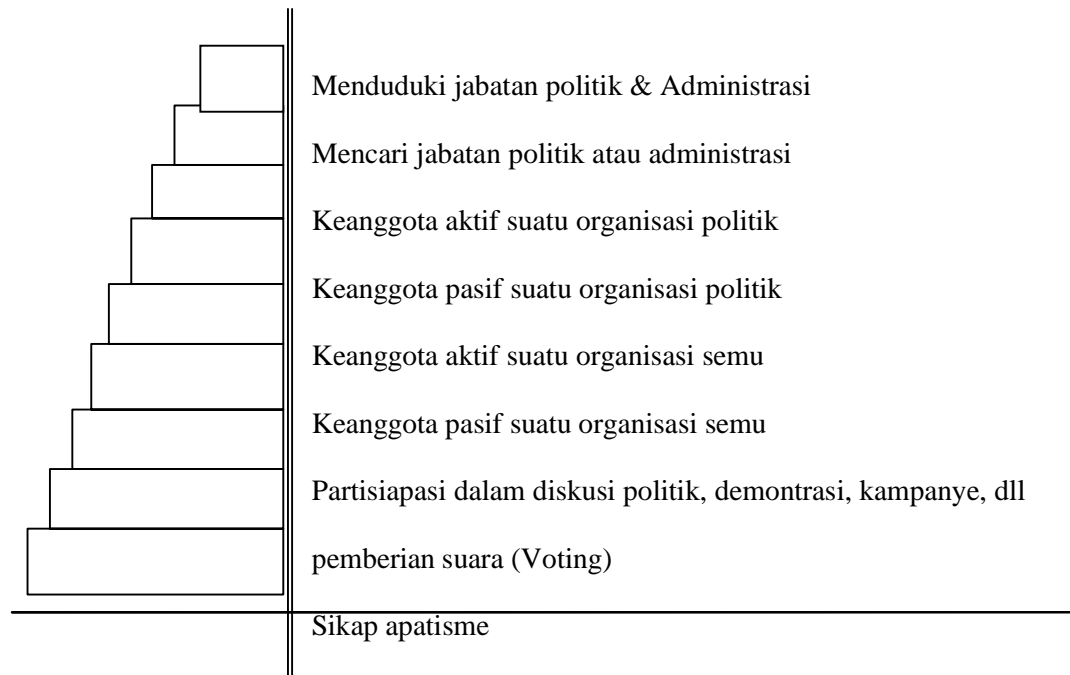 Menduduki jabatan politik & Administrasi
Mencari jabatan politik atau administrasi
Keanggota aktif suatu organisasi politik
Keanggota pasif suatu organisasi politik
Keanggota aktif suatu organisasi semu
Keanggota pasif suatu organisasi semu
Partisiapasi dalam diskusi politik, demontrasi, kampanye, dll
pemberian suara (Voting)
Sikap apatisme